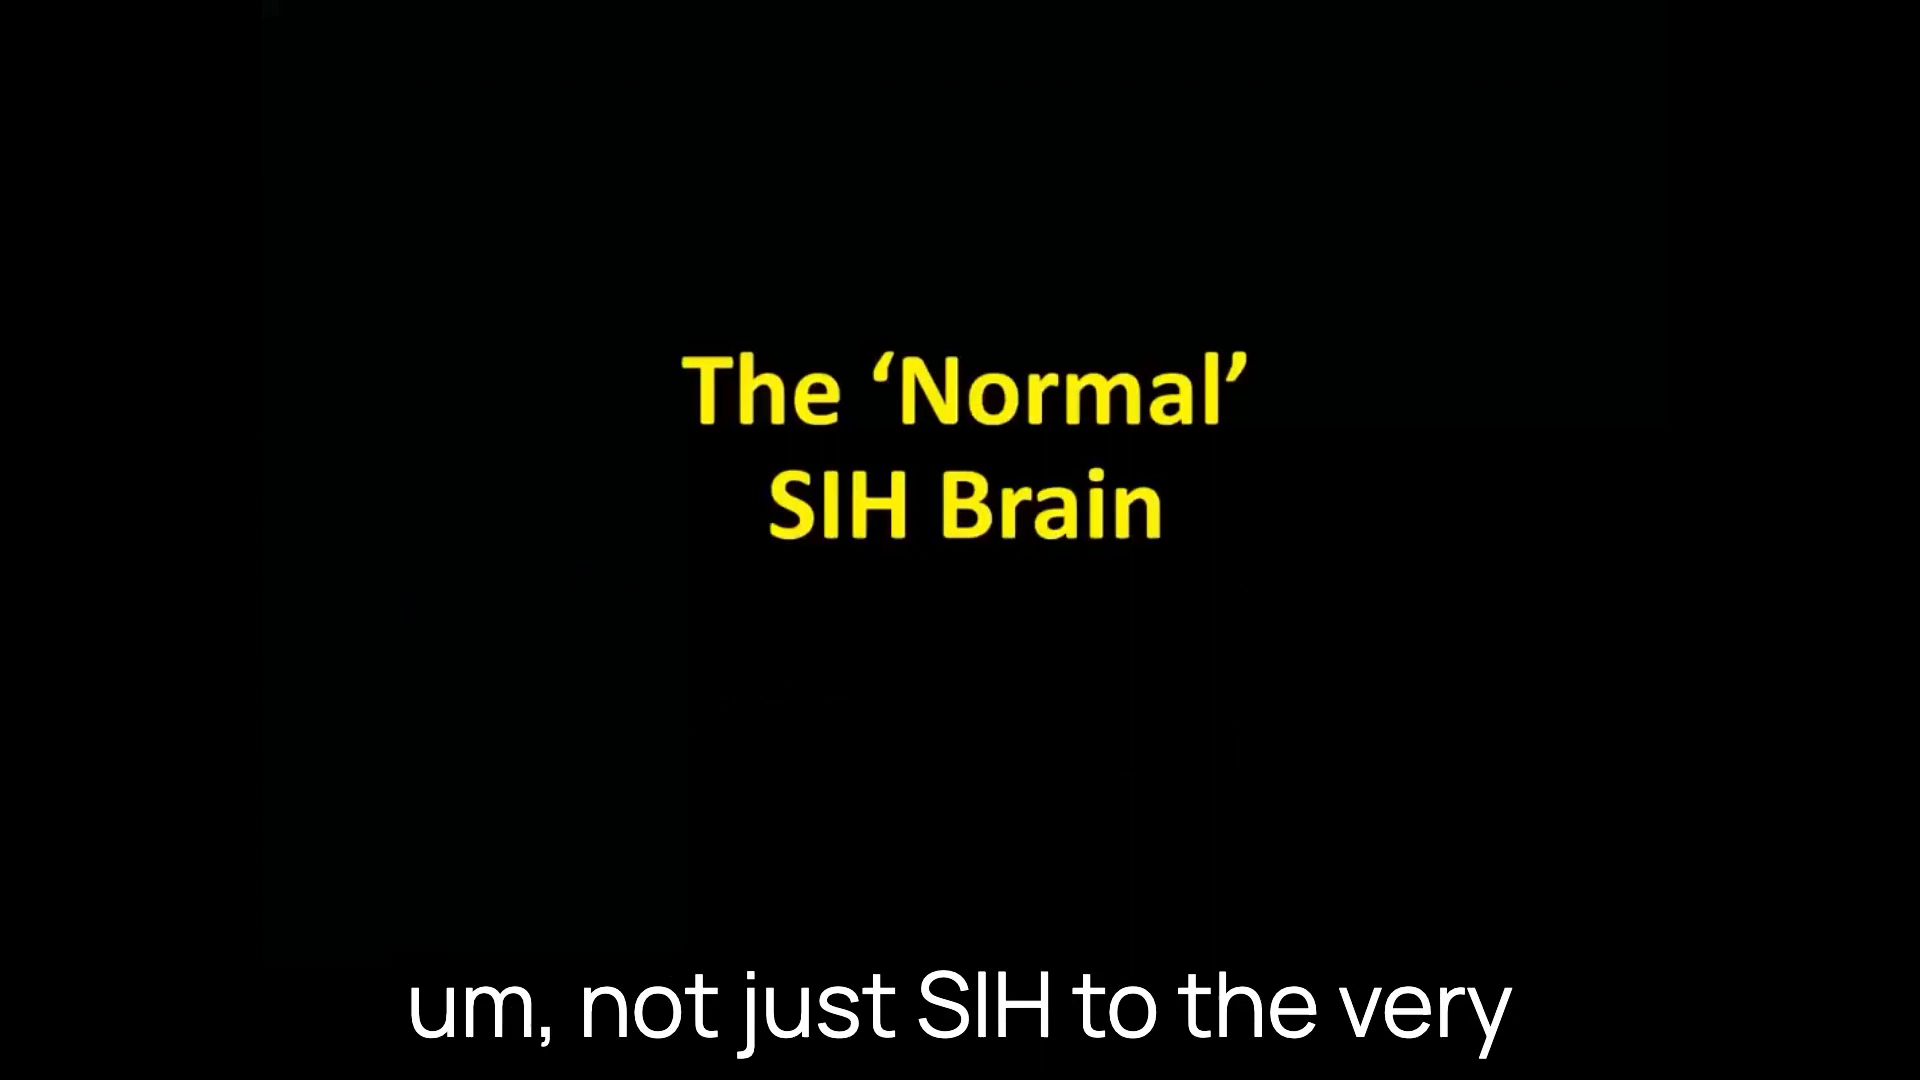 The ‘Normal’
SIH Brain
um, not just SIH to the very